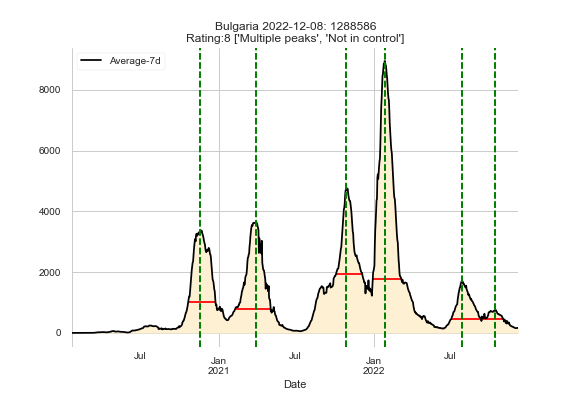 Bulgaria 2022-12-08: 1288586
Rating:8 ['Multiple peaks', 'Not in control']
Average-7d
8000
6000
4000
2000
0
Jul
Jan
2021
Jul
Jan
2022
Jul
Date